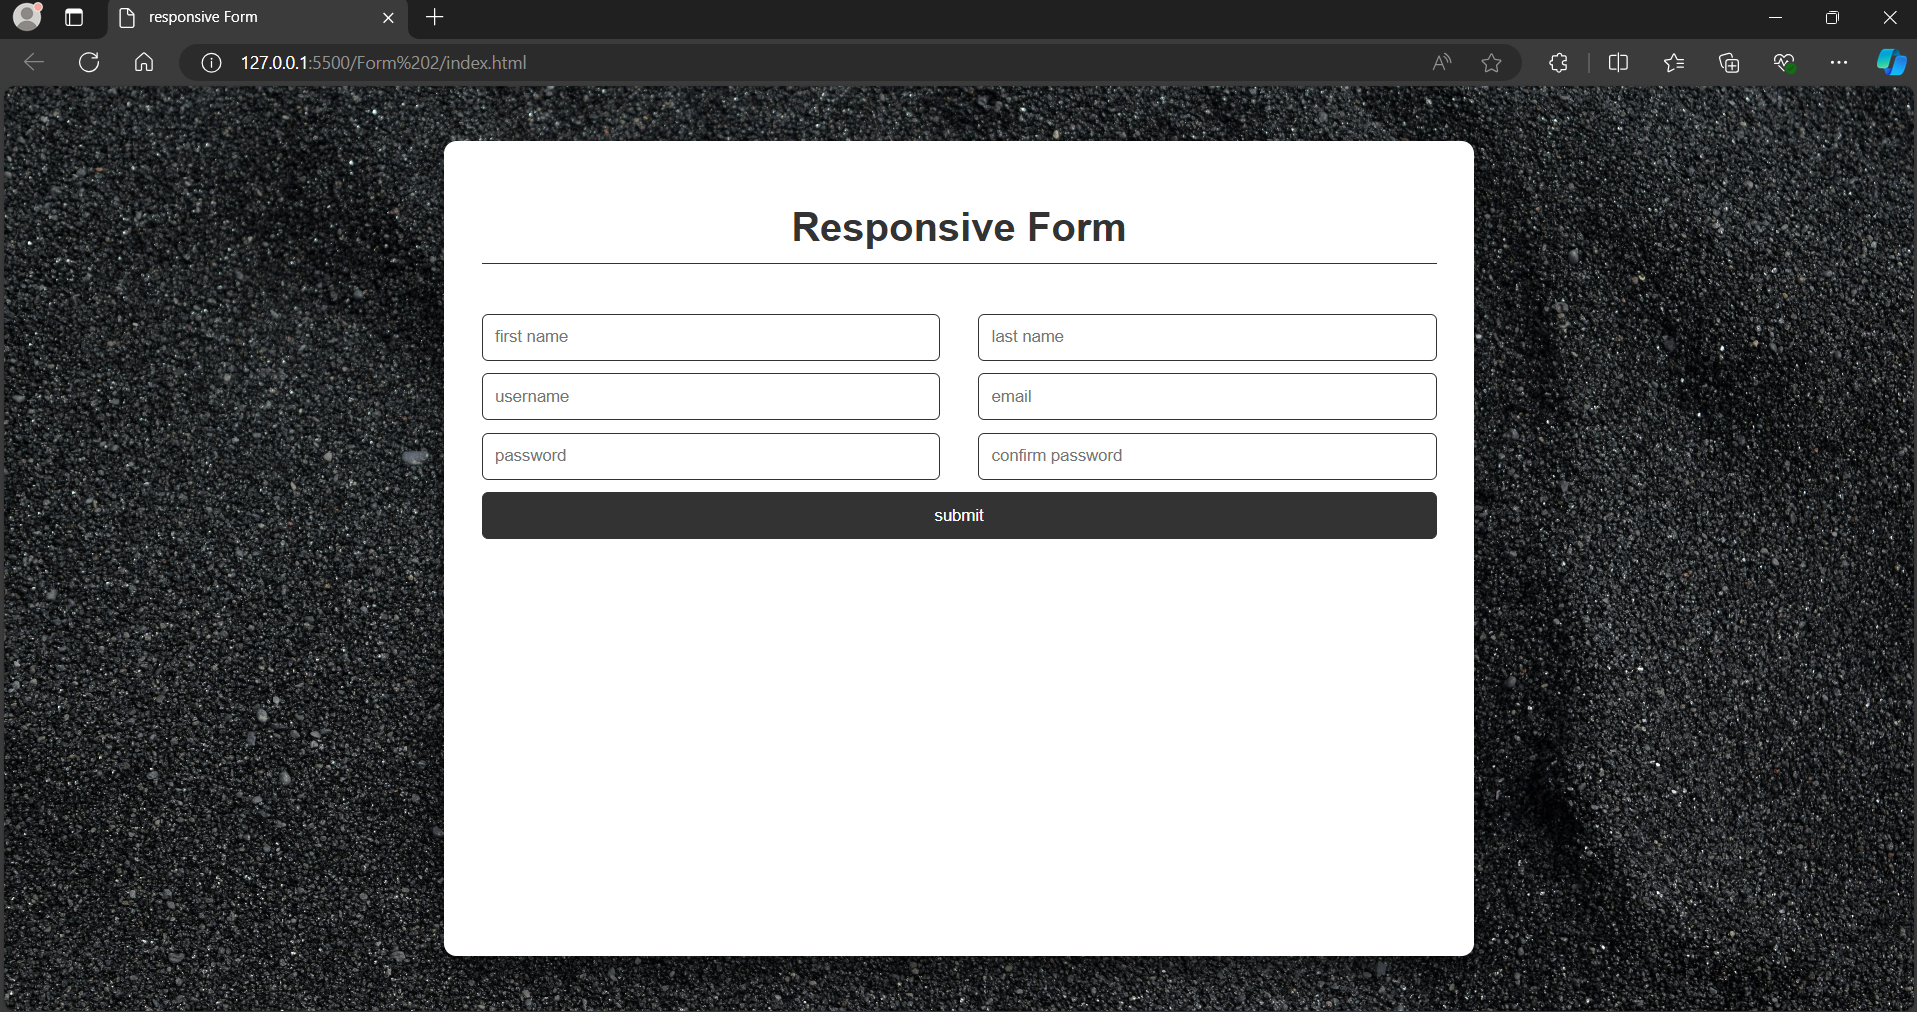 responsive Form
127.0.0.1:5500/Form%202/index.html
Responsive Form
first name
last name
username
email
password
confirm password
submit